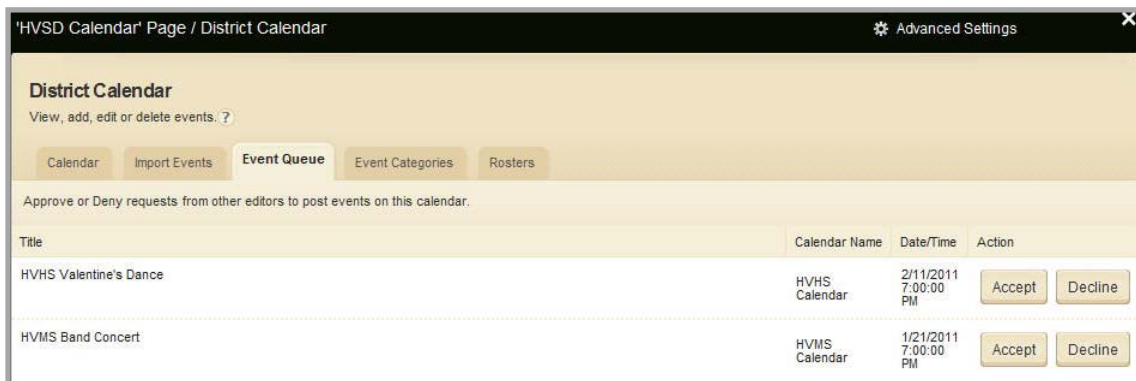 'HVSD Calendar' Page / District Calendar
Advanced Settings
District Calendar
View, add, edit or delete events. ?
Calendar
Import Events
Event Queue
Event Categories
Rosters
Approve or Deny requests from other editors to post events on this calendar.
Title
Calendar Name
Date/Time
Action
HVHS Valentine's Dance
HVHS
Calendar
2/11/2011
7:00:00
PM
Accept
Decline
HVMS Band Concert
HVMS
Calendar
1/21/2011
7:00:00
PM
Accept
Decline